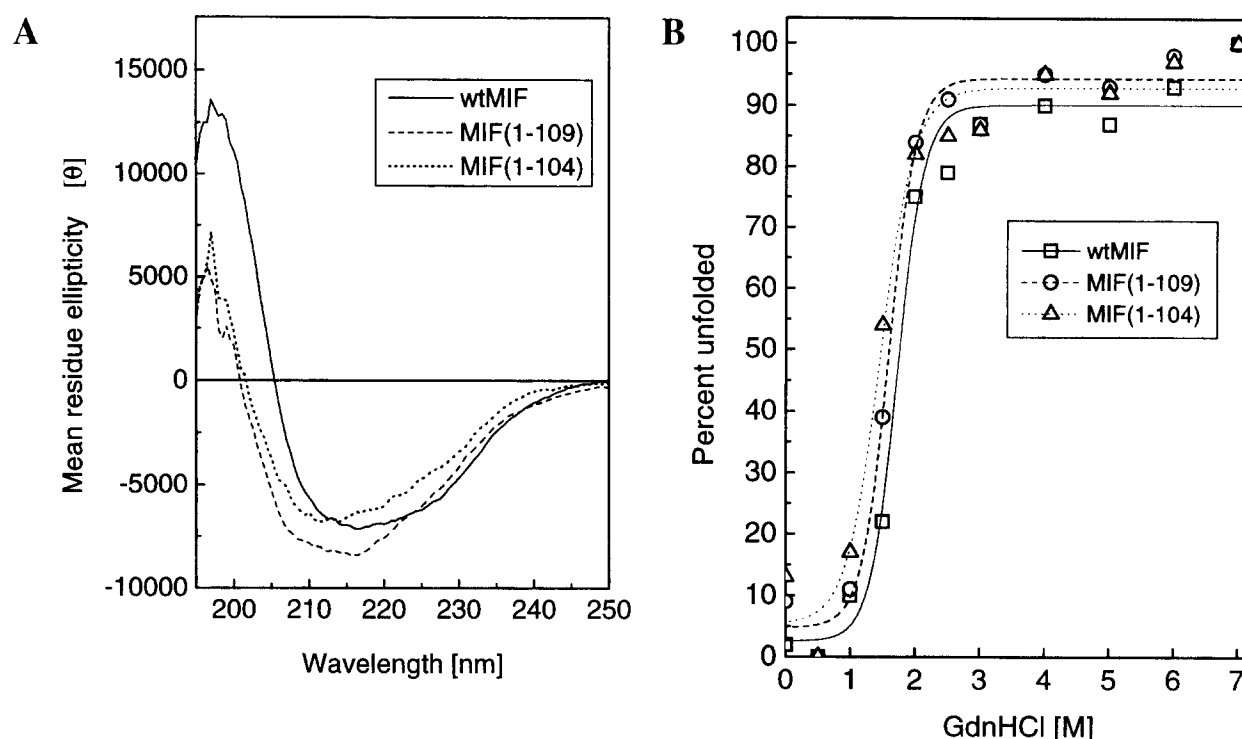 A
Mean residue ellipticity [θ]
15000
10000
5000
0
-5000
-10000
200 210 220 230 240 250
Wavelength [nm]
wtMIF
MIF(1-109)
MIF(1-104)
B
Percent unfolded
100
90
80
70
60
50
40
30
20
10
0
0 1 2 3 4 5 6 7
GdnHCl [M]
wtMIF
MIF(1-109)
MIF(1-104)